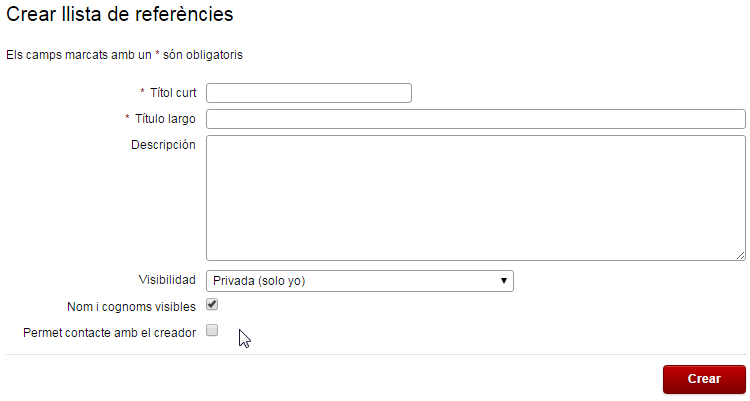 Crear llista de referències
Els camps marcats amb un * són obligatoris
* Títol curt
* Título largo
Descripción
Visibilidad Privada (solo yo)
Nom i cognoms visibles
Permet contacte amb el creador
Crear